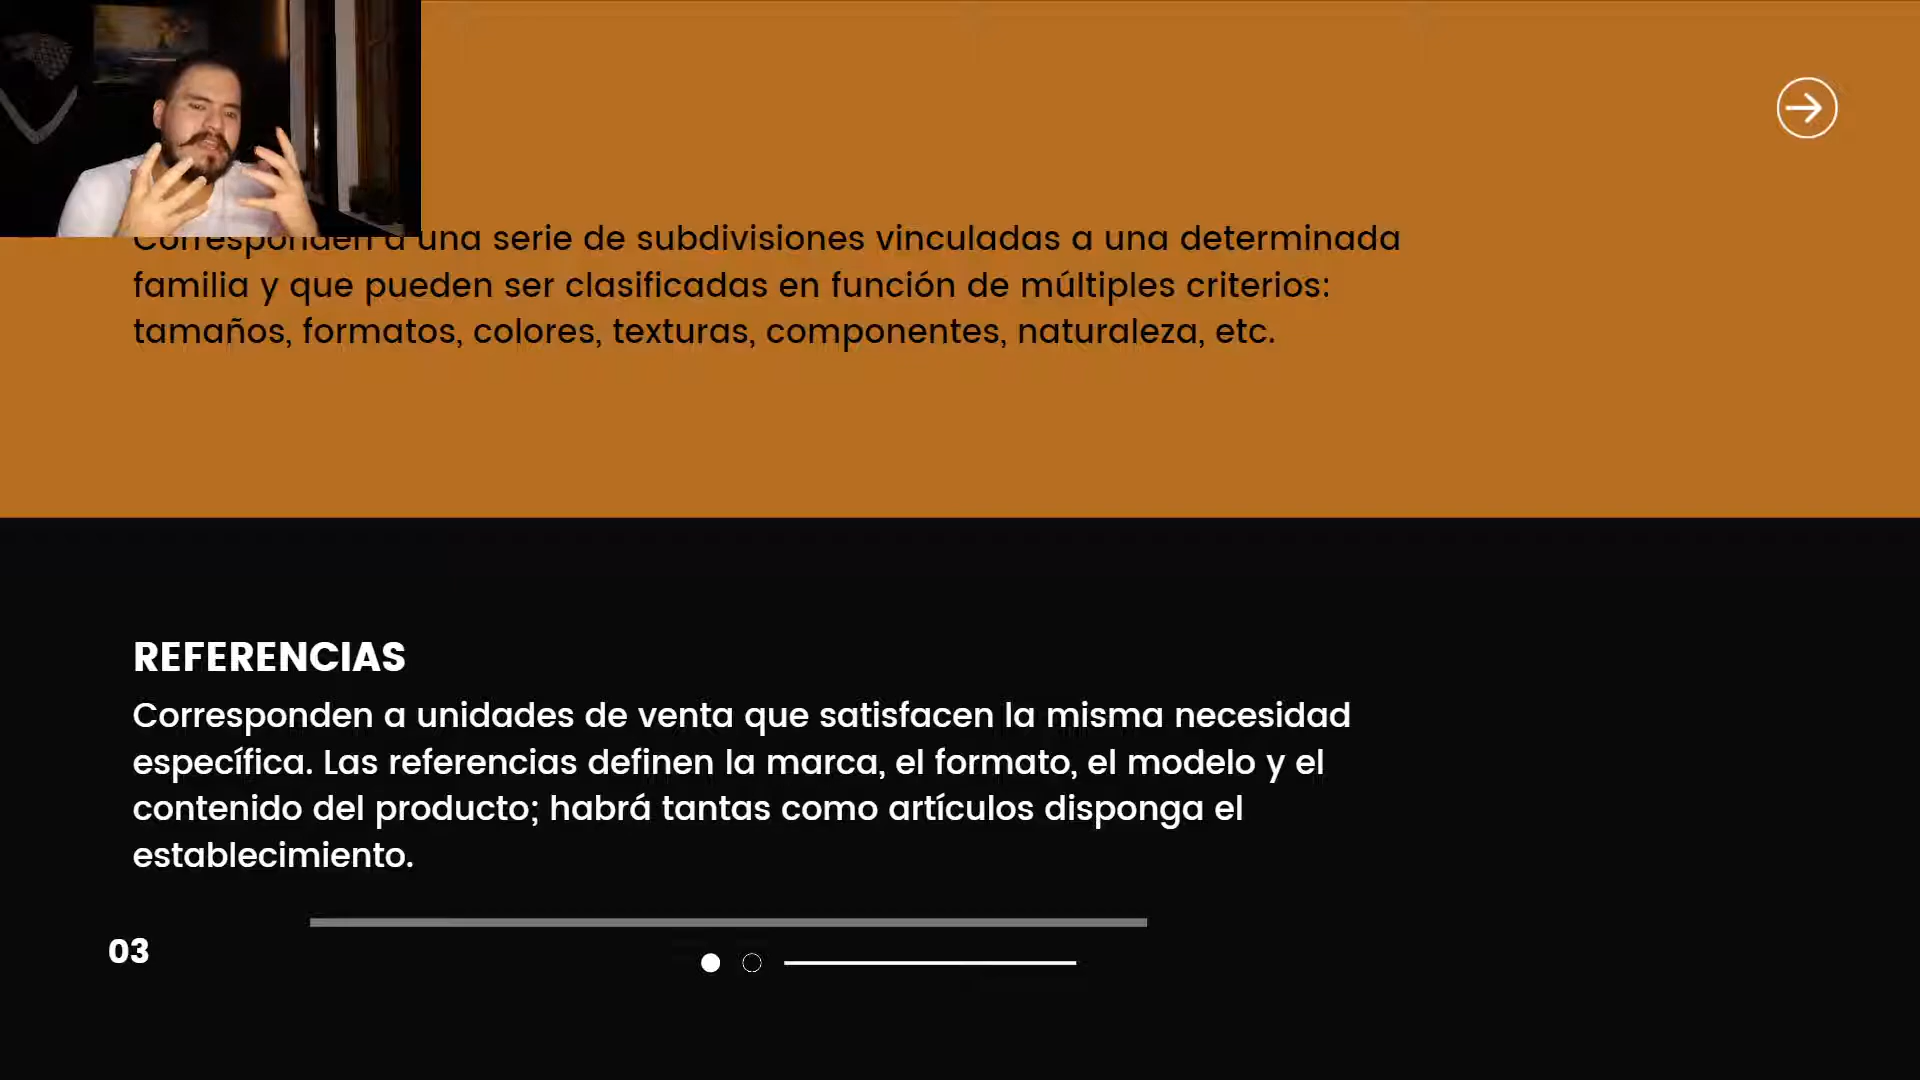 Corresponden a una serie de subdivisiones vinculadas a una determinada
familia y que pueden ser clasificadas en función de múltiples criterios:
tamaños, formatos, colores, texturas, componentes, naturaleza, etc.
REFERENCIAS
Corresponden a unidades de venta que satisfacen la misma necesidad
específica. Las referencias definen la marca, el formato, el modelo y el
contenido del producto; habrá tantas como artículos disponga el
establecimiento.
03